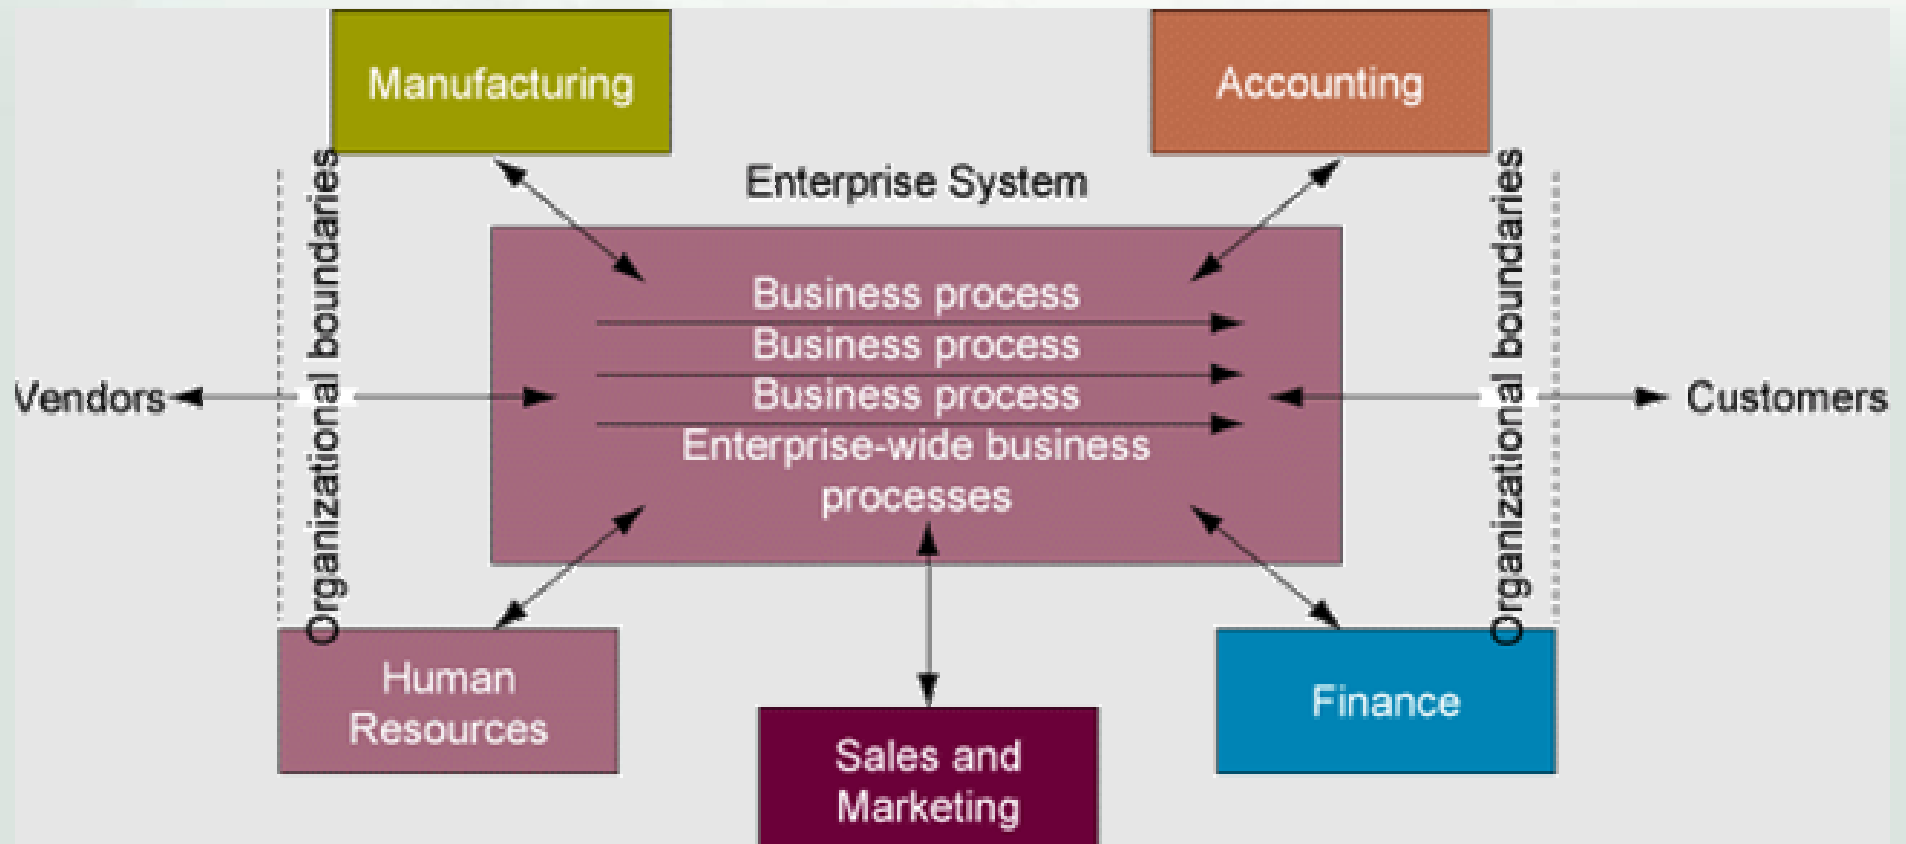 Manufacturing
Accounting
Enterprise System
Organizational boundaries
Organizational boundaries
Business process
Business process
Business process
Enterprise-wide business
processes
Vendors
Customers
Human
Resources
Sales and
Marketing
Finance